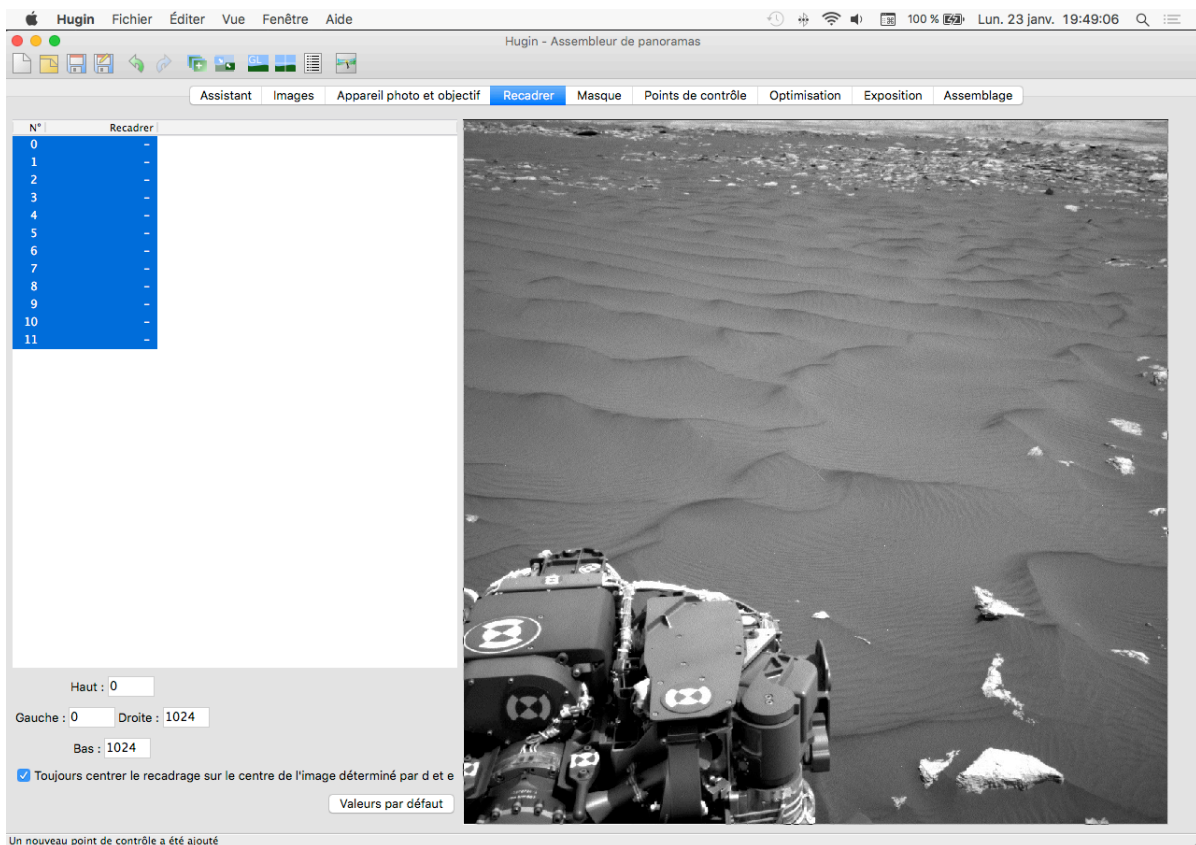 Hugin Fichier Éditer Vue Fenêtre Aide 100 % Lun. 23 janv. 19:49:06
Hugin - Assembleur de panoramas
GL
Assistant Images Appareil photo et objectif Recadrer Masque Points de contrôle Optimisation Exposition Assemblage
N° Recadrer
0 –
1 –
2 –
3 –
4 –
5 –
6 –
7 –
8 –
9 –
10 –
11 –
Haut : 0
Gauche : 0 Droite : 1024
Bas : 1024
Toujours centrer le recadrage sur le centre de l'image déterminé par d et e
Valeurs par défaut
Un nouveau point de contrôle a été ajouté